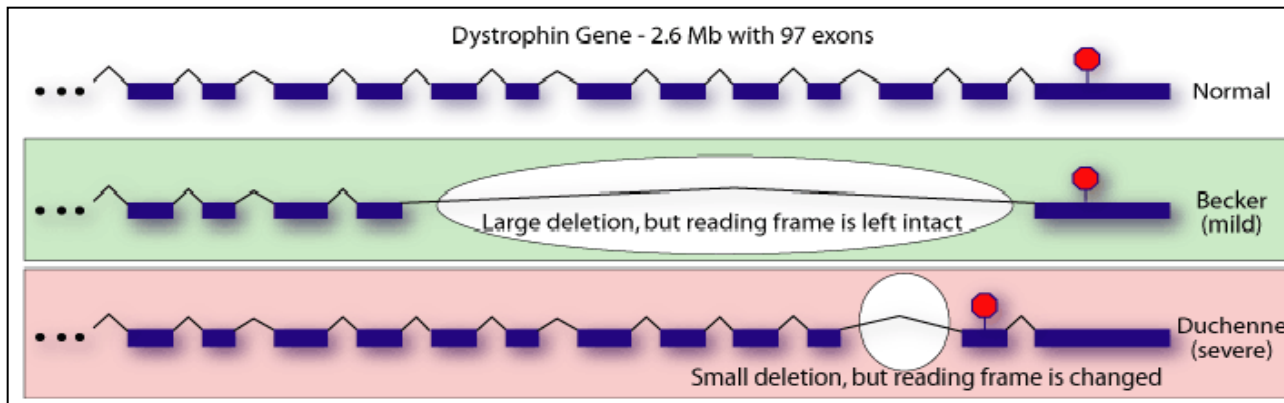 Dystrophin Gene - 2.6 Mb with 97 exons
Normal
Large deletion, but reading frame is left intact
Becker
(mild)
Duchenne
(severe)
Small deletion, but reading frame is changed